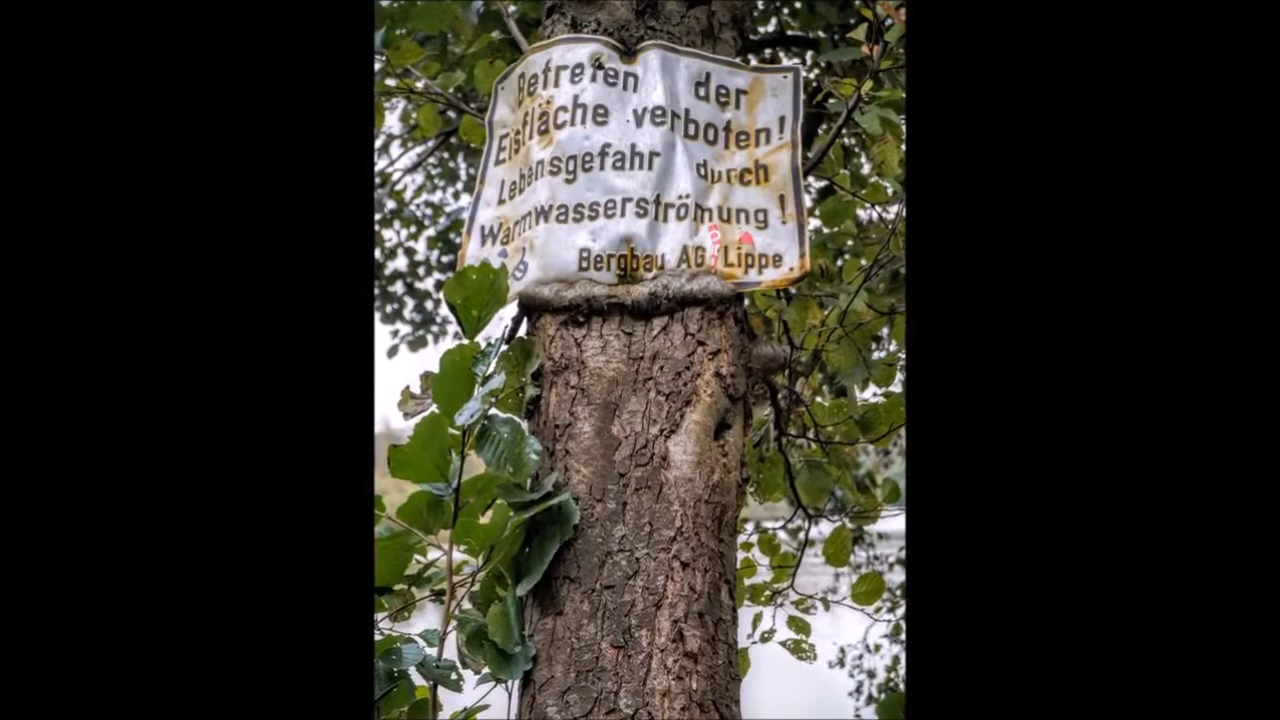 Betreten der
Eisfläche verboten!
Lebensgefahr durch
Warmwasserströmung!
Bergbau AG Lippe.